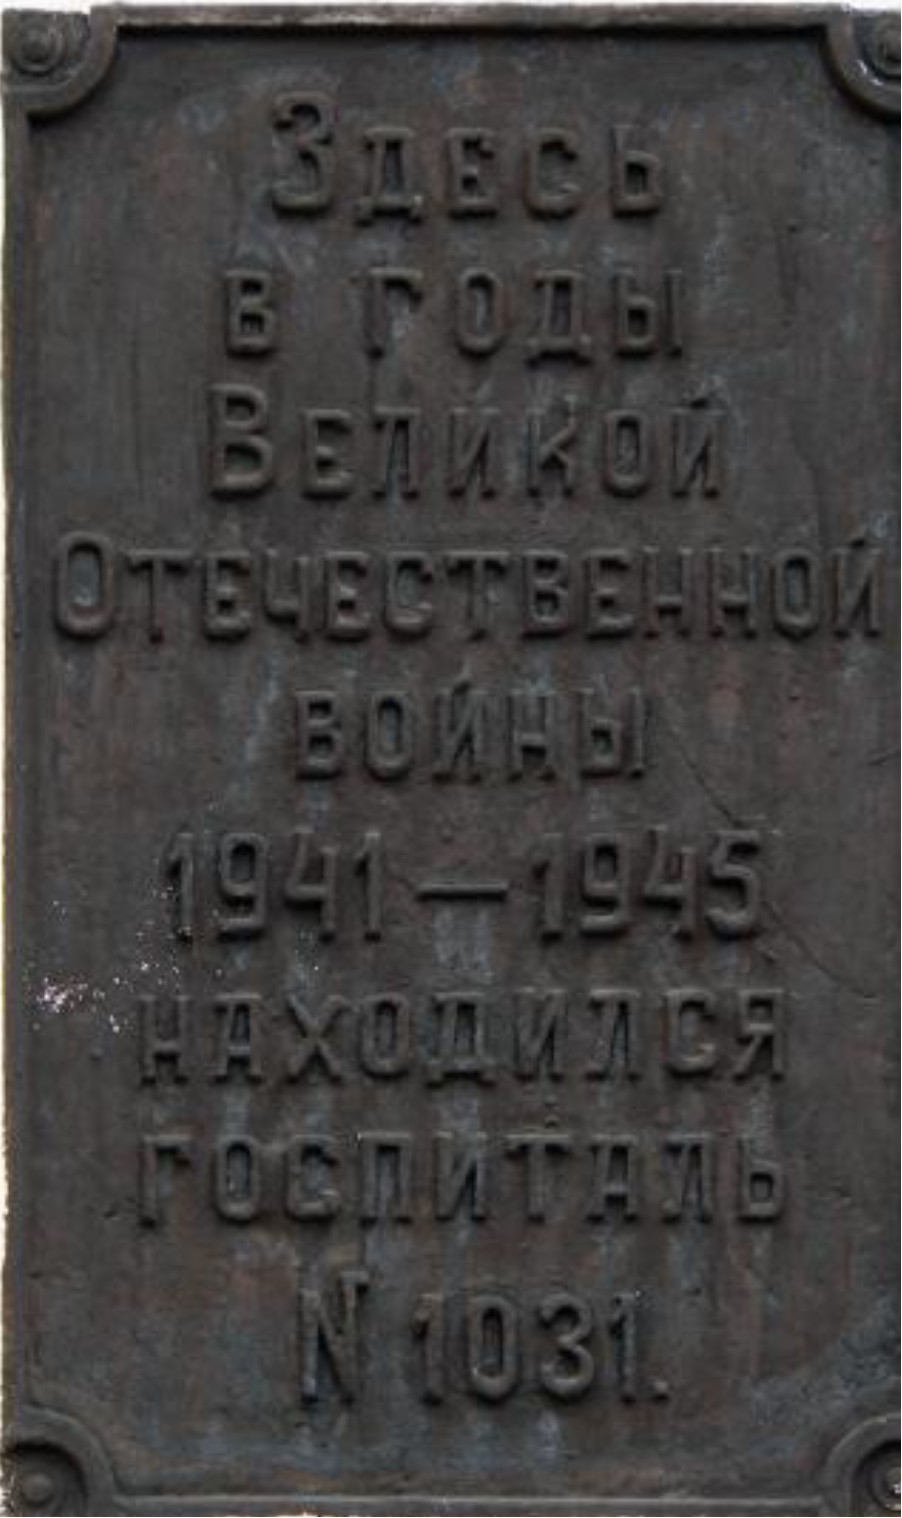 Здесь
в годы
Великой
Отечественной
войны
1941—1945
находился
госпиталь
N 1031.